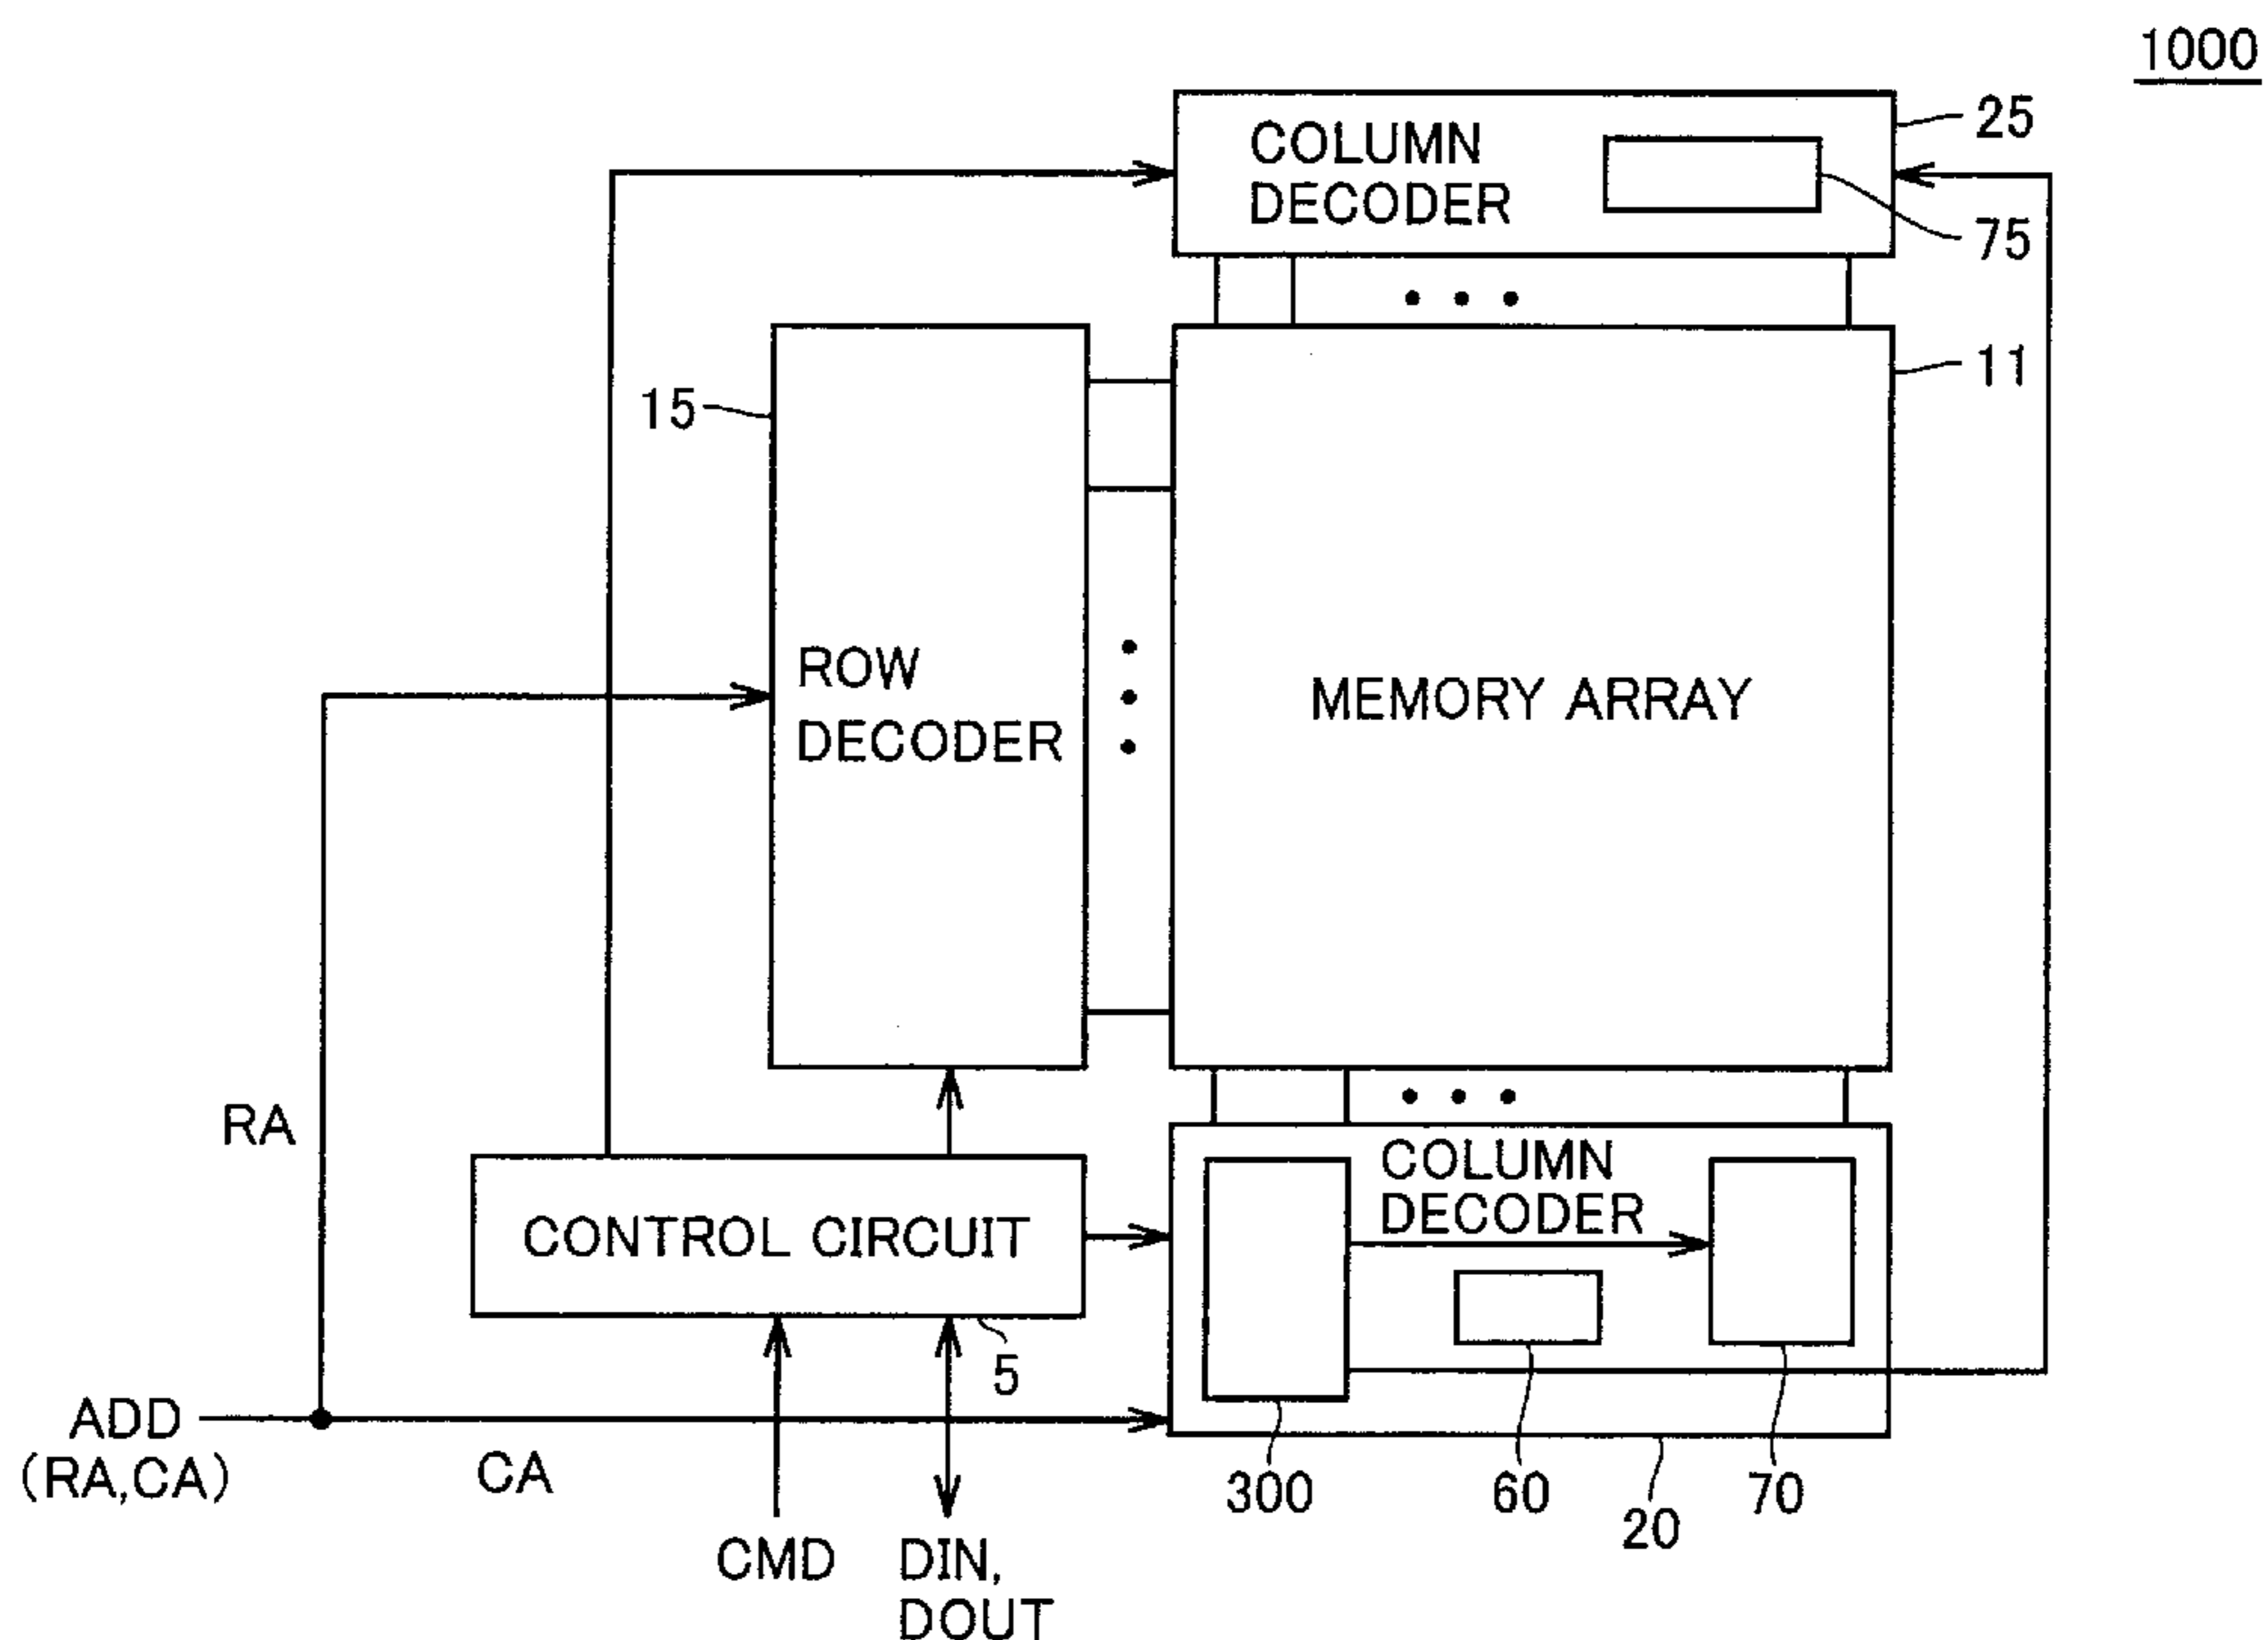 1000
COLUMN
DECODER
25
75
11
15
ROW
DECODER
MEMORY ARRAY
RA
COLUMN
DECODER
CONTROL CIRCUIT
5
ADD
(RA,CA)
CA
300
60
70
20
CMD
DIN,
DOUT